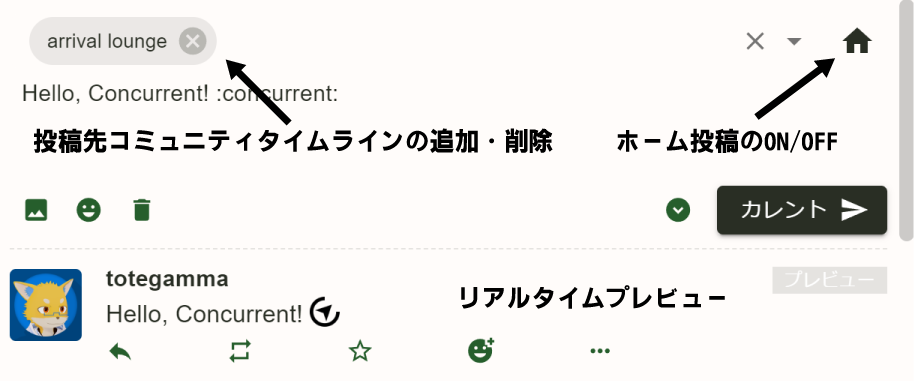 arrival lounge
Hello, Concurrent! :concurrent:
投稿先コミュニティタイムラインの追加・削除
ホーム投稿のON/OFF
カレント
totegamma
プレビュー
Hello, Concurrent!
リアルタイムプレビュー